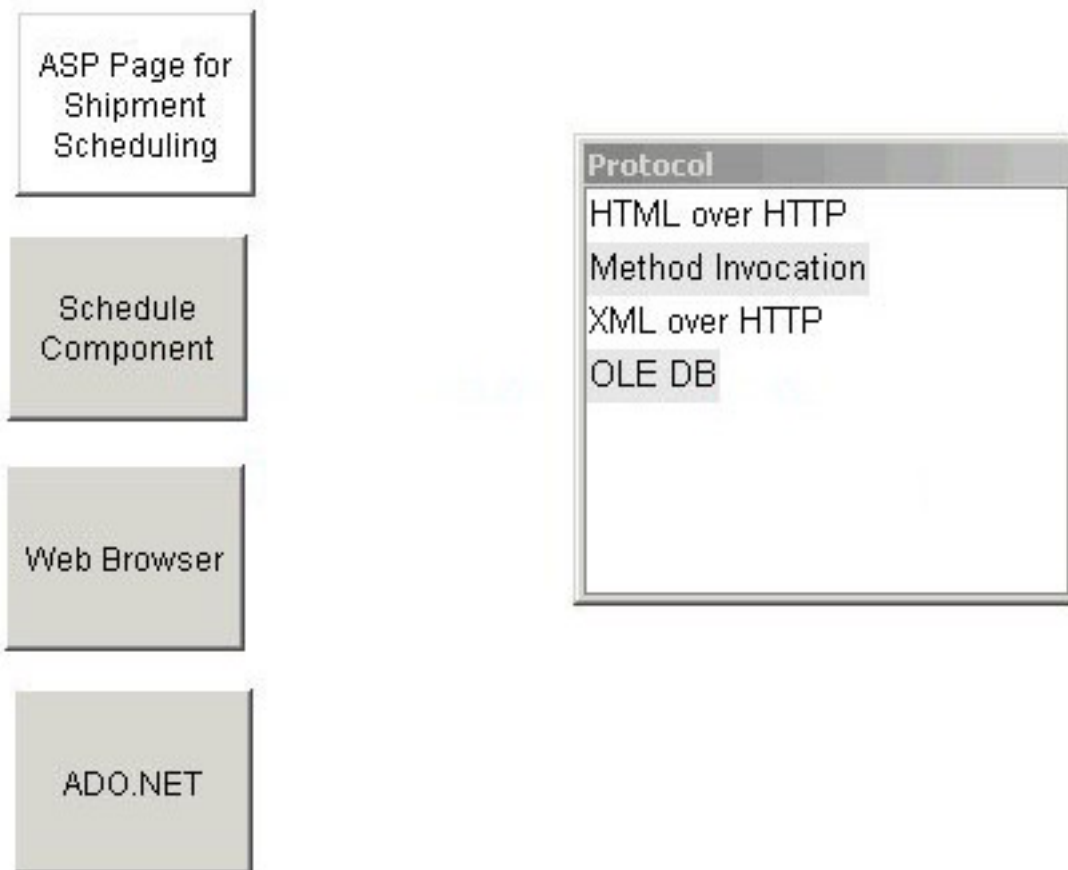 ASP Page for
Shipment
Scheduling
Schedule
Component
Web Browser
ADO.NET
Protocol
HTML over HTTP
Method Invocation
XML over HTTP
OLE DB